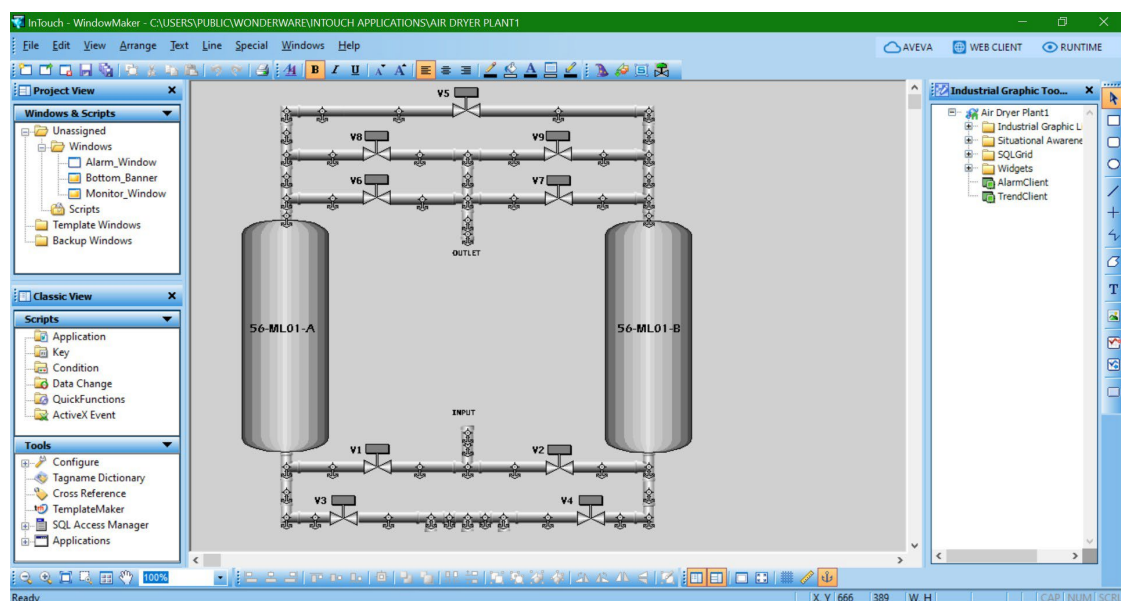 InTouch - WindowMaker - C:\USERS\PUBLIC\WONDERWARE\INTOUCH APPLICATIONS\AIR DRYER PLANT1
File Edit View Arrange Text Line Special Windows Help
AVEVA WEB CLIENT RUNTIME
Project View
Windows & Scripts
Unassigned
Windows
Alarm_Window
Bottom_Banner
Monitor_Window
Scripts
Template Windows
Backup Windows
Classic View
Scripts
Application
Key
Condition
Data Change
QuickFunctions
ActiveX Event
Tools
Configure
Tagname Dictionary
Cross Reference
TemplateMaker
SQL Access Manager
Applications
V5
V8 V9
V6 V7
OUTLET
56-ML01-A 56-ML01-B
INPUT
V1 V2
V3 V4
Industrial Graphic Too...
Air Dryer Plant1
Industrial Graphic L
Situational Awarene
SQLGrid
Widgets
AlarmClient
TrendClient
100%
Ready
X, Y 666 389 W, H CAP NUM SCRL